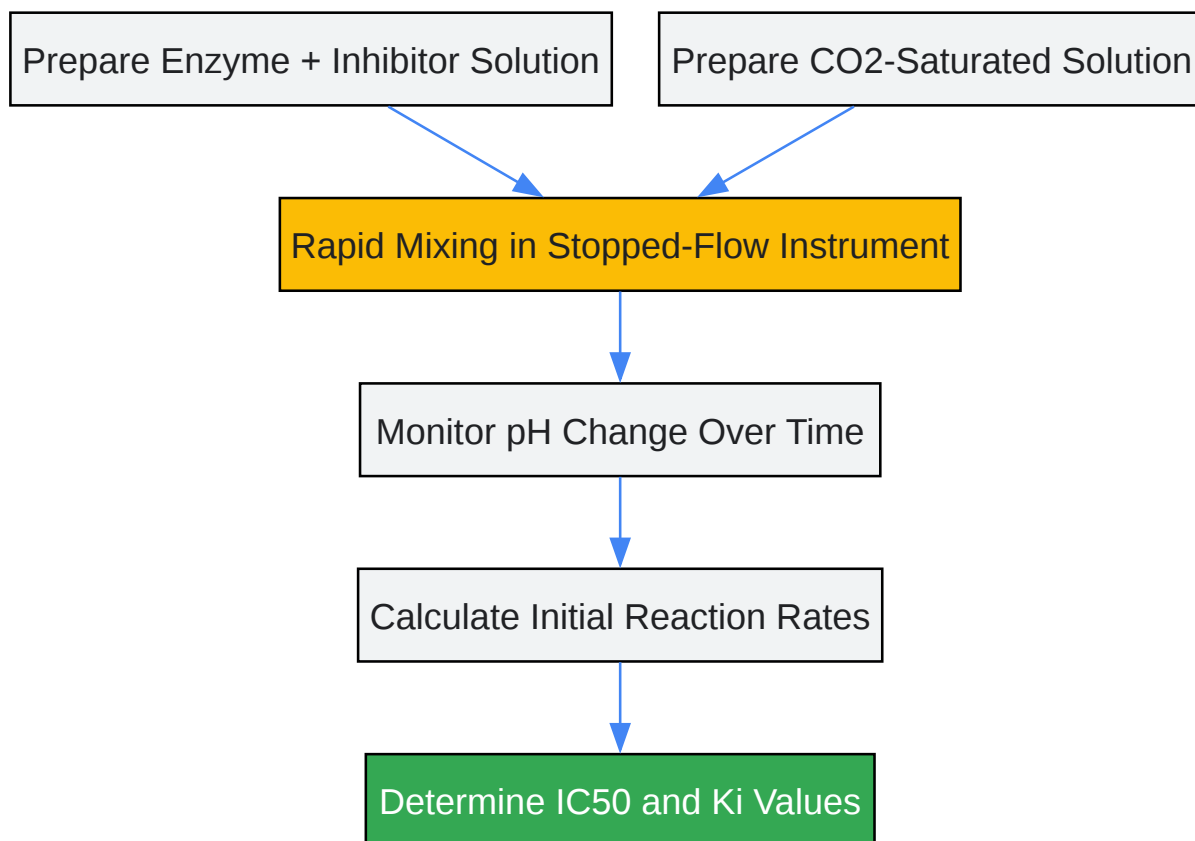 Prepare Enzyme + Inhibitor Solution
Prepare CO2-Saturated Solution
Rapid Mixing in Stopped-Flow Instrument
Monitor pH Change Over Time
Calculate Initial Reaction Rates
Determine IC50 and Ki Values